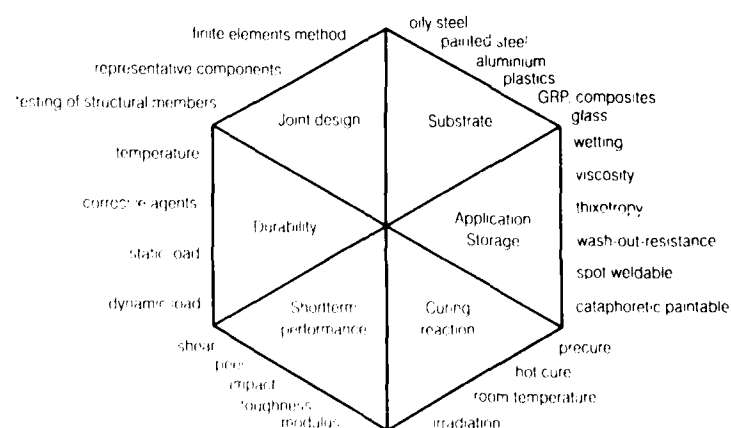 finite elements method
representative components
testing of structural members
oily steel
painted steel
aluminium
plastics
GRP. composites
glass
Joint design
Substrate
temperature
corrosive agents
static load
dynamic load
Durability
Application
Storage
wetting
viscosity
thixotropy
wash-out-resistance
spot weldable
cataphoretic paintable
Shortterm
performance
Curing
reaction
shear
peel
impact
toughness
modulus
precure
hot cure
room temperature
irradiation